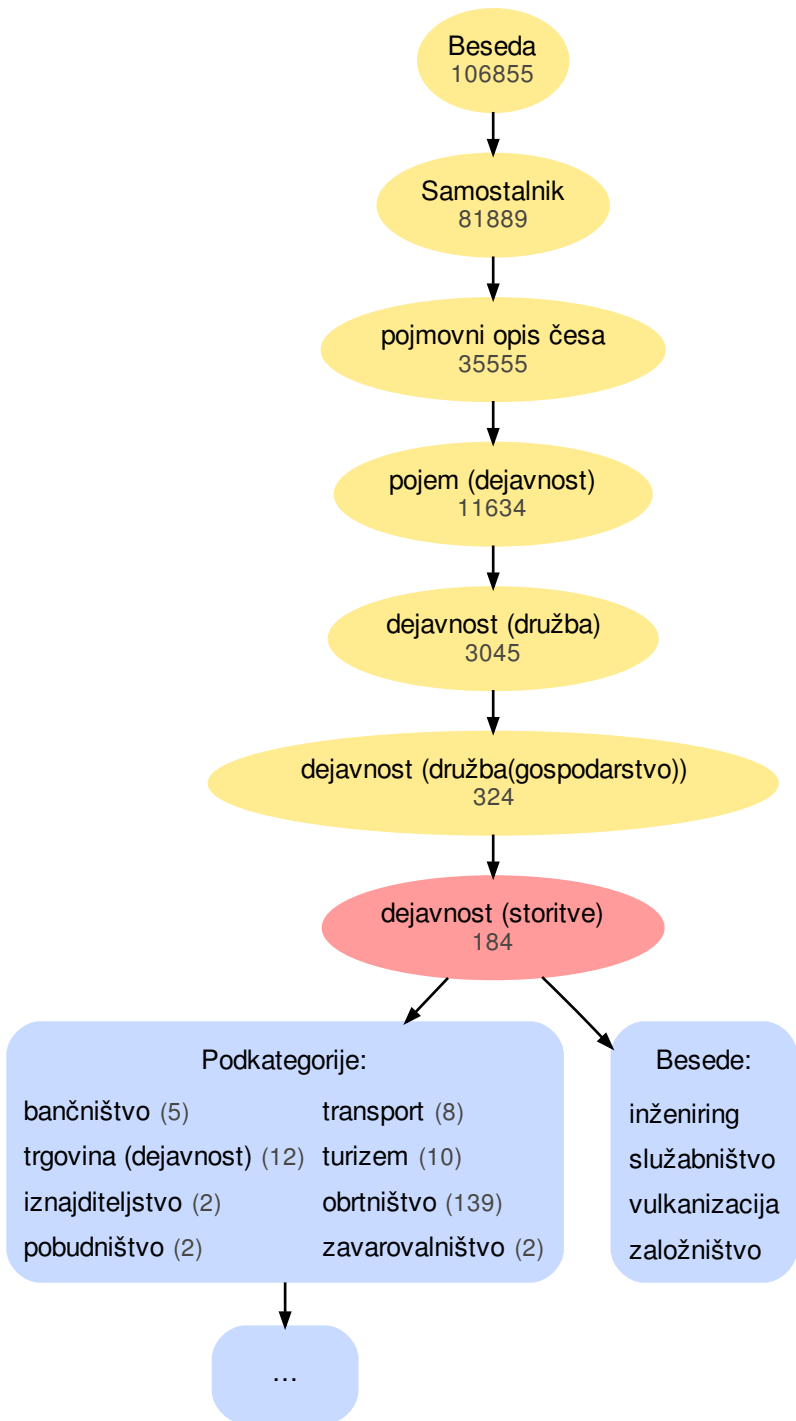 Beseda
106855
Samostalnik
81889
pojmovni opis česa
35555
pojem (dejavnost)
11634
dejavnost (družba)
3045
dejavnost (družba(gospodarstvo))
324
dejavnost (storitve)
184
Podkategorije:
bančništvo (5) transport (8)
trgovina (dejavnost) (12) turizem (10)
iznajditeljstvo (2) obrtništvo (139)
pobudništvo (2) zavarovalništvo (2)
Besede:
inženiring
služabništvo
vulkanizacija
založništvo
…